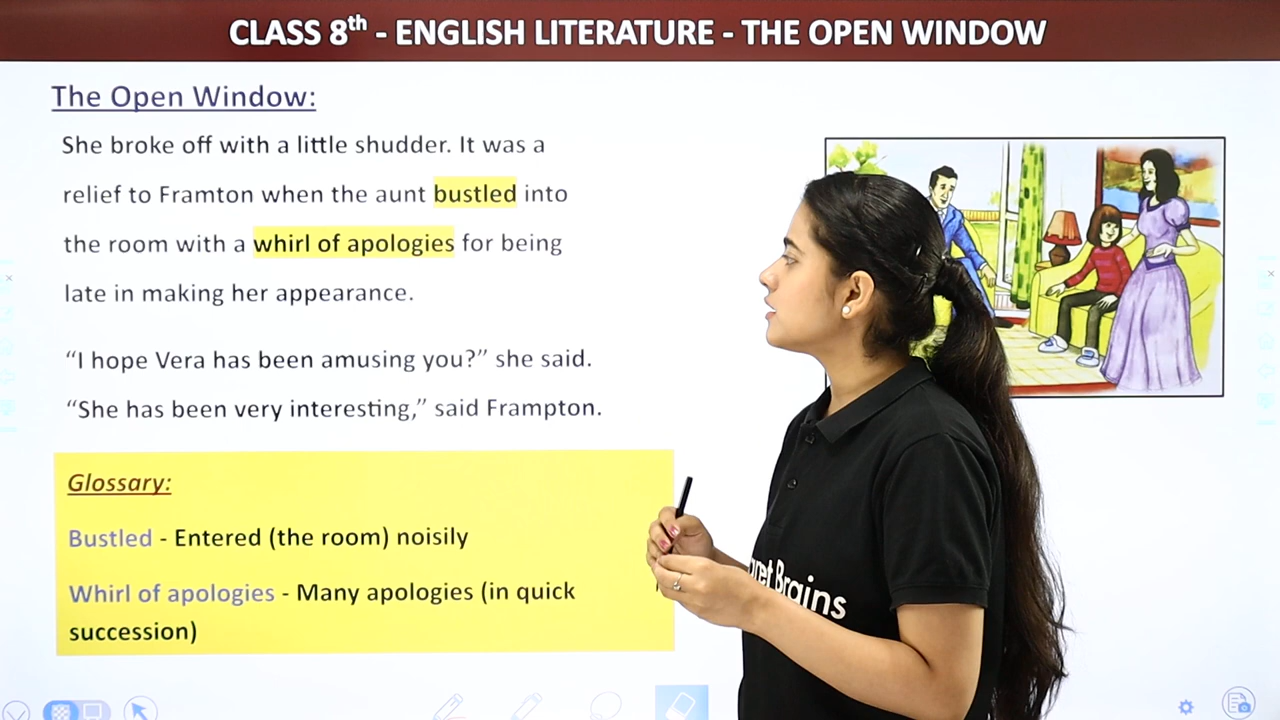 CLASS 8th - ENGLISH LITERATURE - THE OPEN WINDOW
The Open Window:
She broke off with a little shudder. It was a
relief to Framton when the aunt bustled into
the room with a whirl of apologies for being
late in making her appearance.
“I hope Vera has been amusing you?” she said.
“She has been very interesting,” said Frampton.
Glossary:
Bustled - Entered (the room) noisily
Whirl of apologies - Many apologies (in quick
succession)
Brains